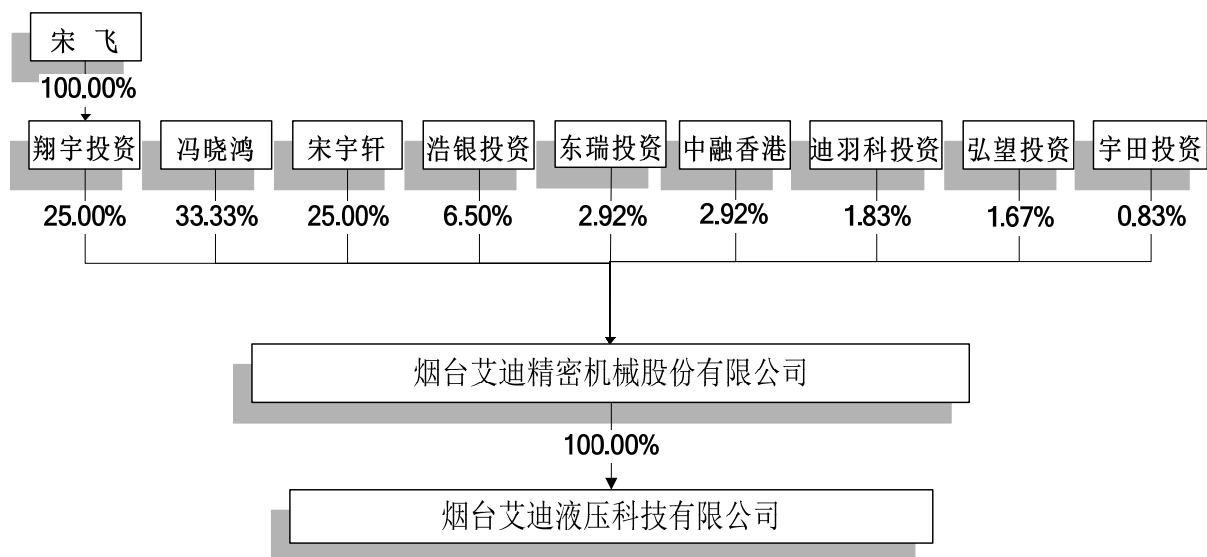 宋 飞
100.00%
翔宇投资 冯晓鸿 宋宇轩 浩银投资 东瑞投资 中融香港 迪羽科投资 弘望投资 宇田投资
25.00% 33.33% 25.00% 6.50% 2.92% 2.92% 1.83% 1.67% 0.83%
烟台艾迪精密机械股份有限公司
100.00%
烟台艾迪液压科技有限公司